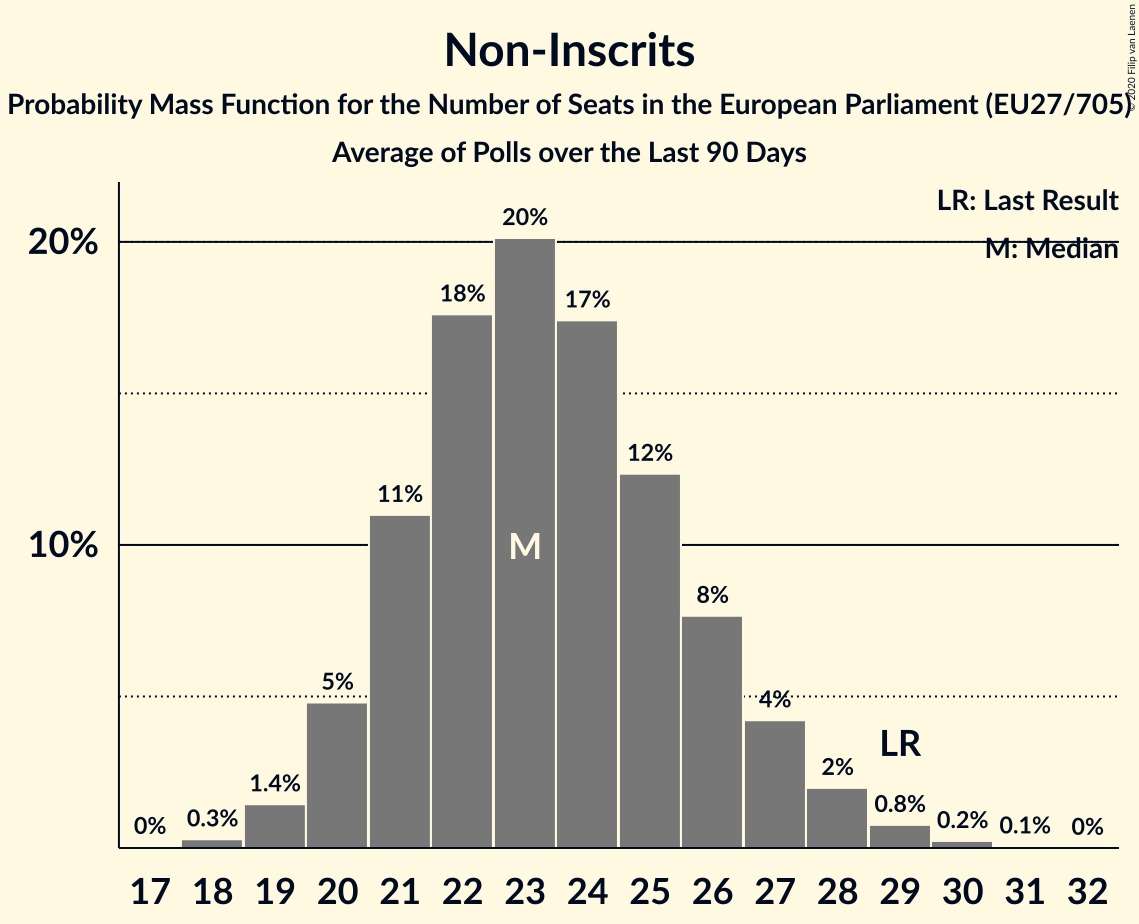 Non-Inscrits
Probability Mass Function for the Number of Seats in the European Parliament (EU27/705)
Average of Polls over the Last 90 Days
© 2020 Filip van Laenen
LR: Last Result
M: Median
20%
10%
0%
0.3%
1.4%
5%
11%
18%
20%
17%
12%
8%
4%
2%
0.8%
0.2%
0.1%
0%
M
LR
17 18 19 20 21 22 23 24 25 26 27 28 29 30 31 32